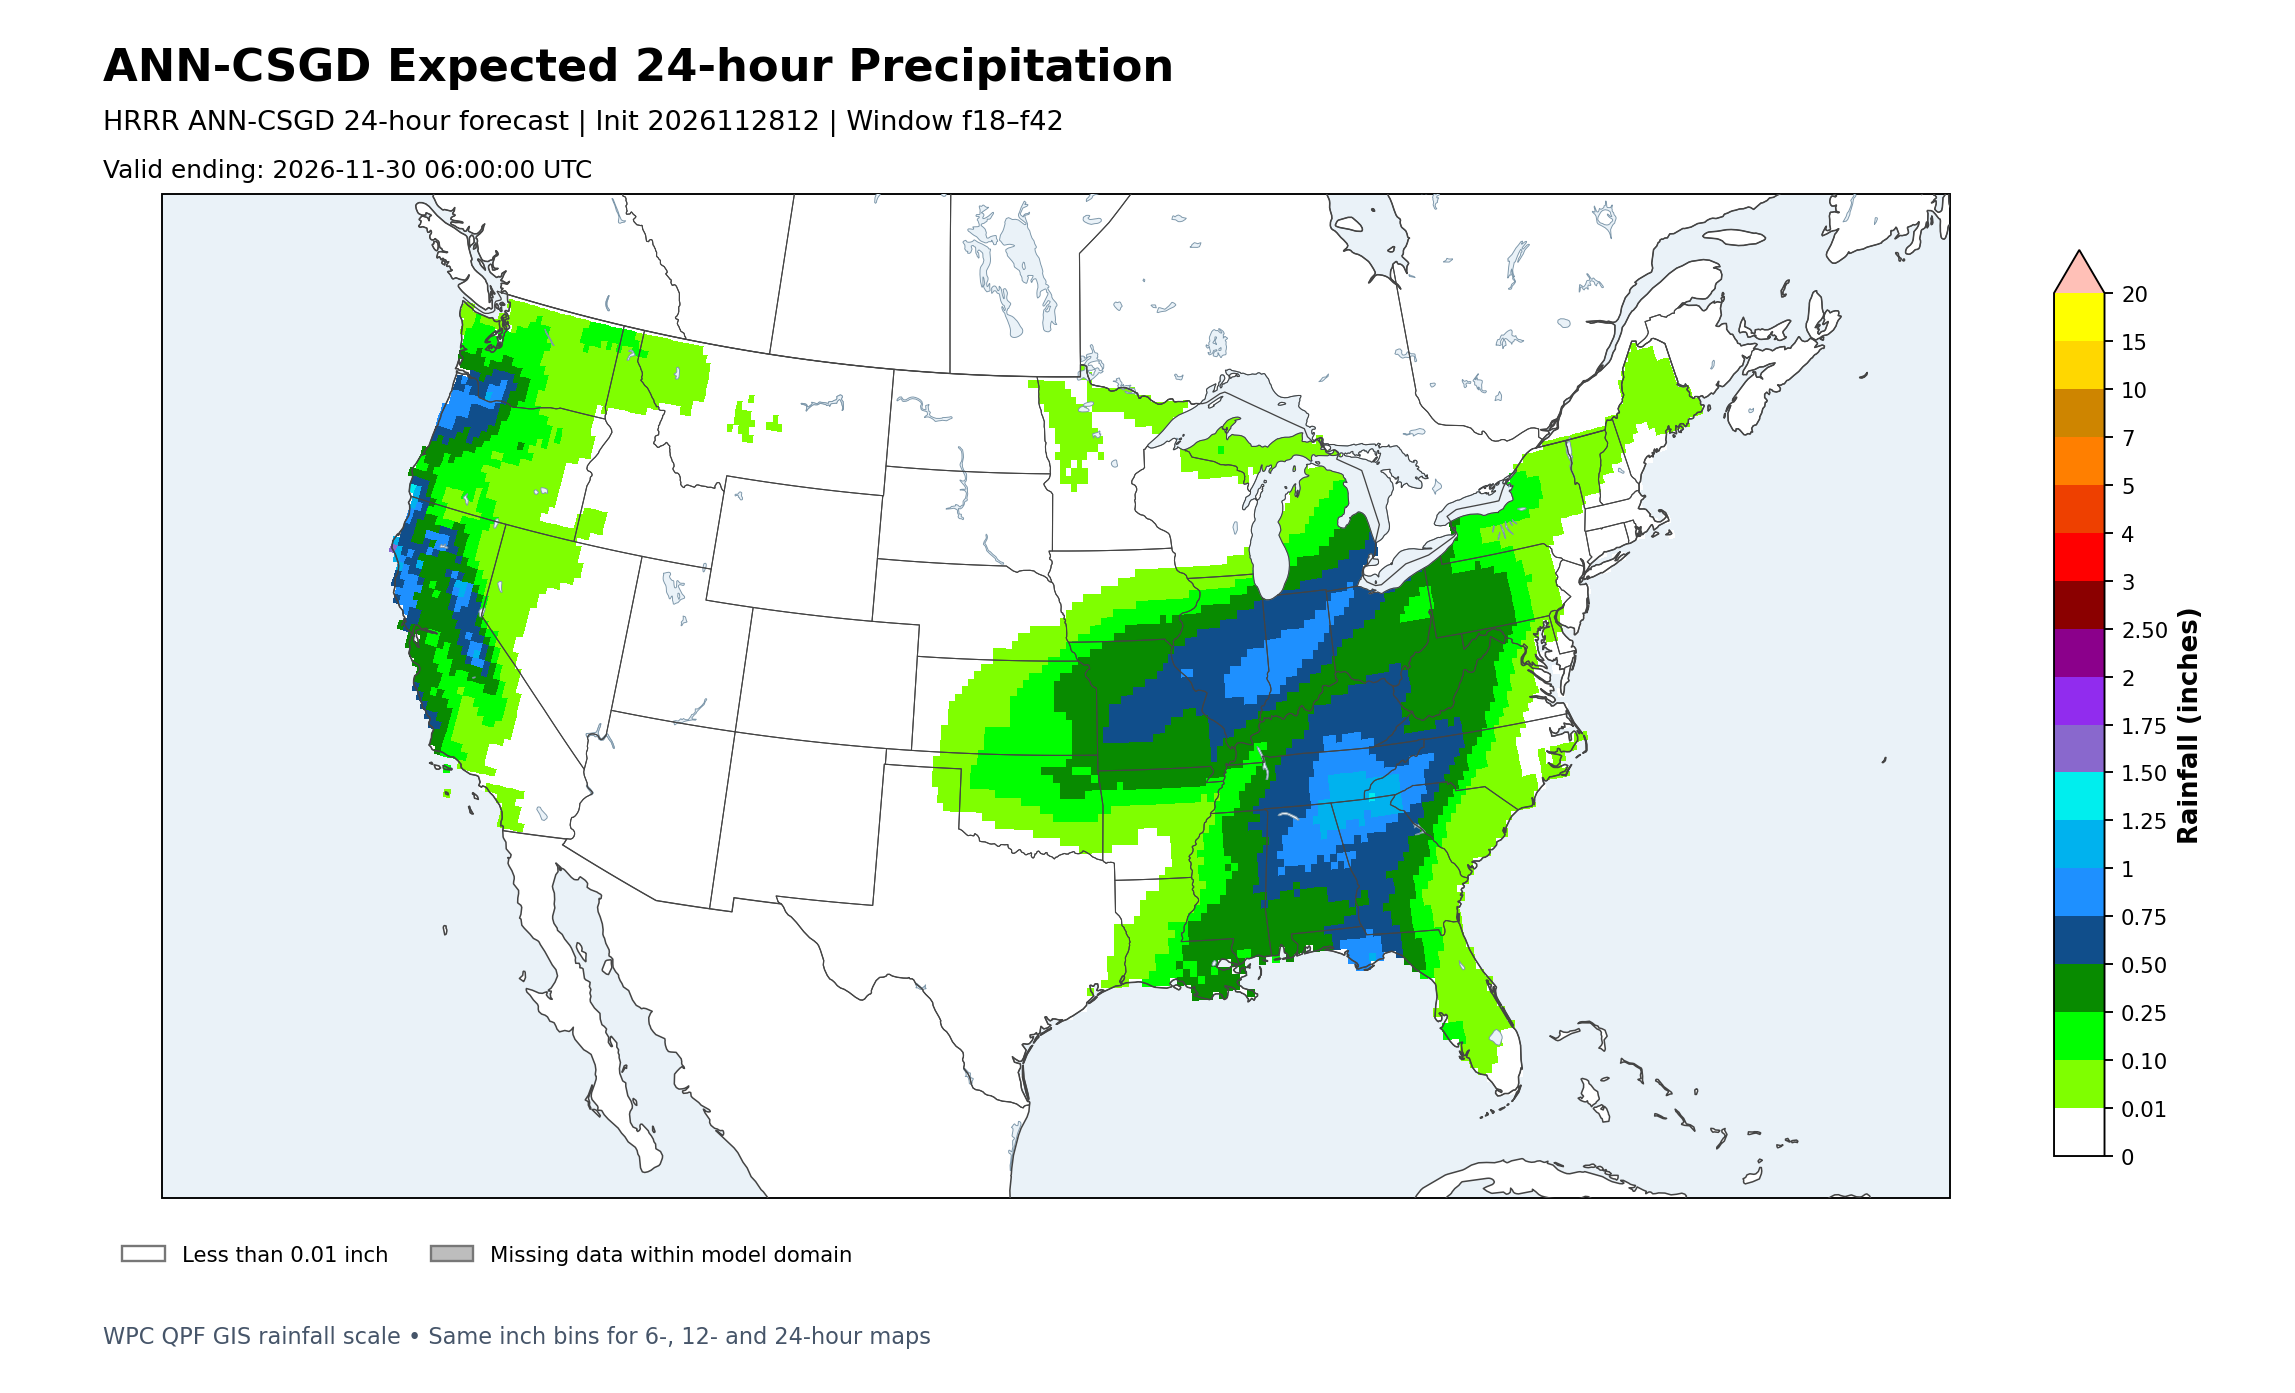 ANN-CSGD Expected 24-hour Precipitation
HRRR ANN-CSGD 24-hour forecast | Init 2026112812 | Window f18–f42
Valid ending: 2026-11-30 06:00:00 UTC
20
15
10
7
5
4
3
2.50
2
1.75
1.50
1.25
1
0.75
0.50
0.25
0.10
0.01
0
Rainfall (inches)
Less than 0.01 inch
Missing data within model domain
WPC QPF GIS rainfall scale • Same inch bins for 6-, 12- and 24-hour maps